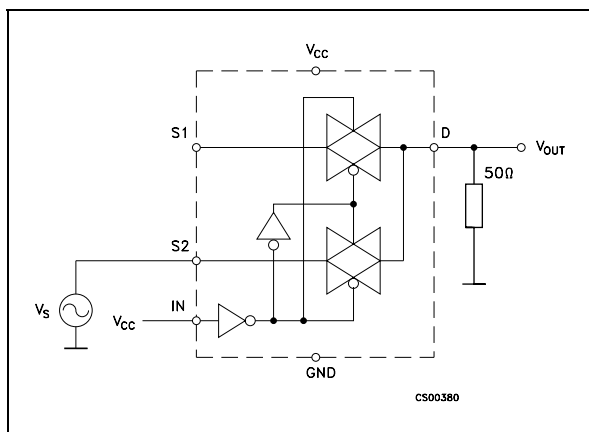 VCC
S1
D
VOUT
50Ω
S2
IN
VS
VCC
GND
CS00380